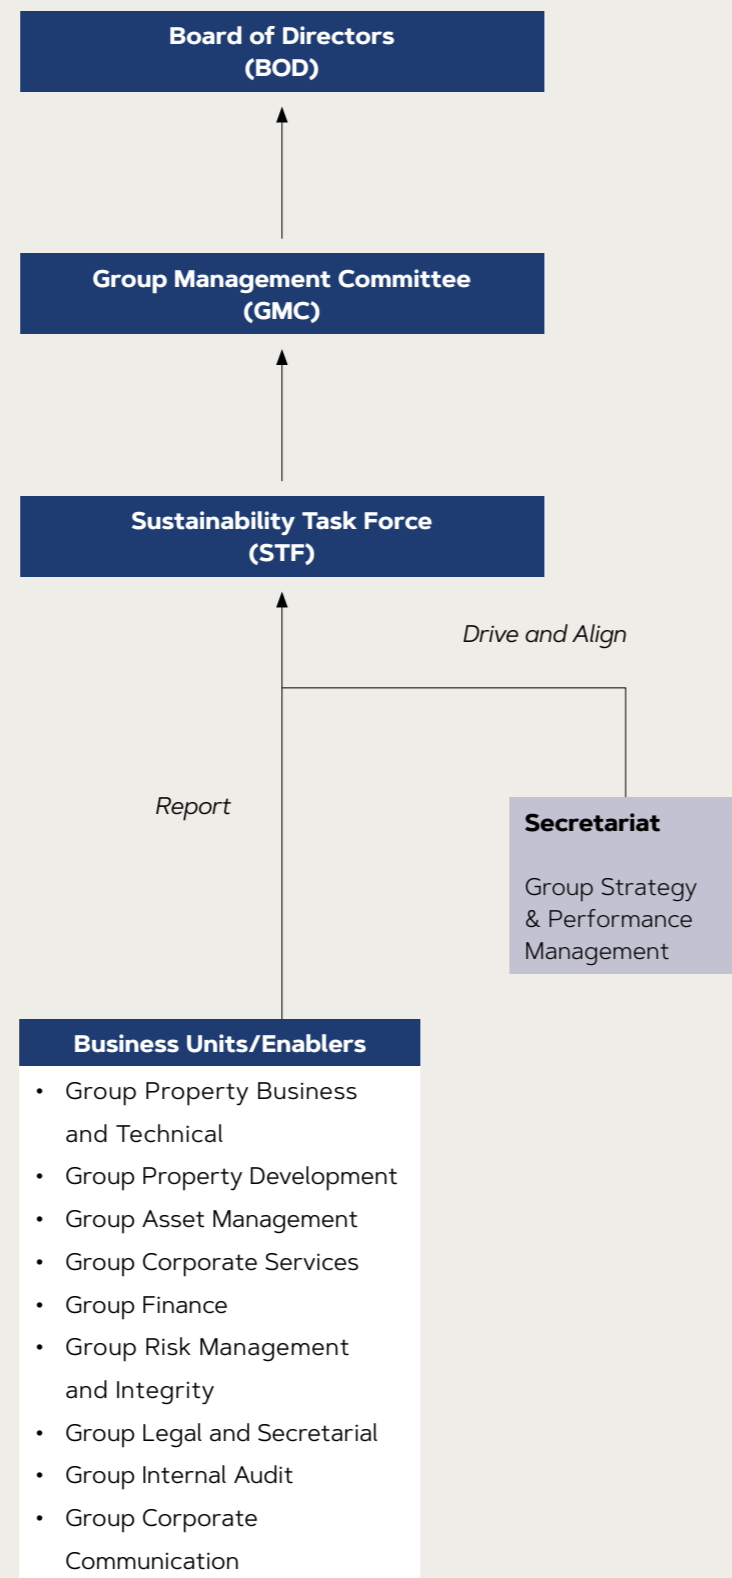 Board of Directors
(BOD)
Group Management Committee
(GMC)
Sustainability Task Force
(STF)
Drive and Align
Report
Secretariat
Group Strategy
& Performance
Management
Business Units/Enablers
• Group Property Business
and Technical
• Group Property Development
• Group Asset Management
• Group Corporate Services
• Group Finance
• Group Risk Management
and Integrity
• Group Legal and Secretarial
• Group Internal Audit
• Group Corporate
Communication